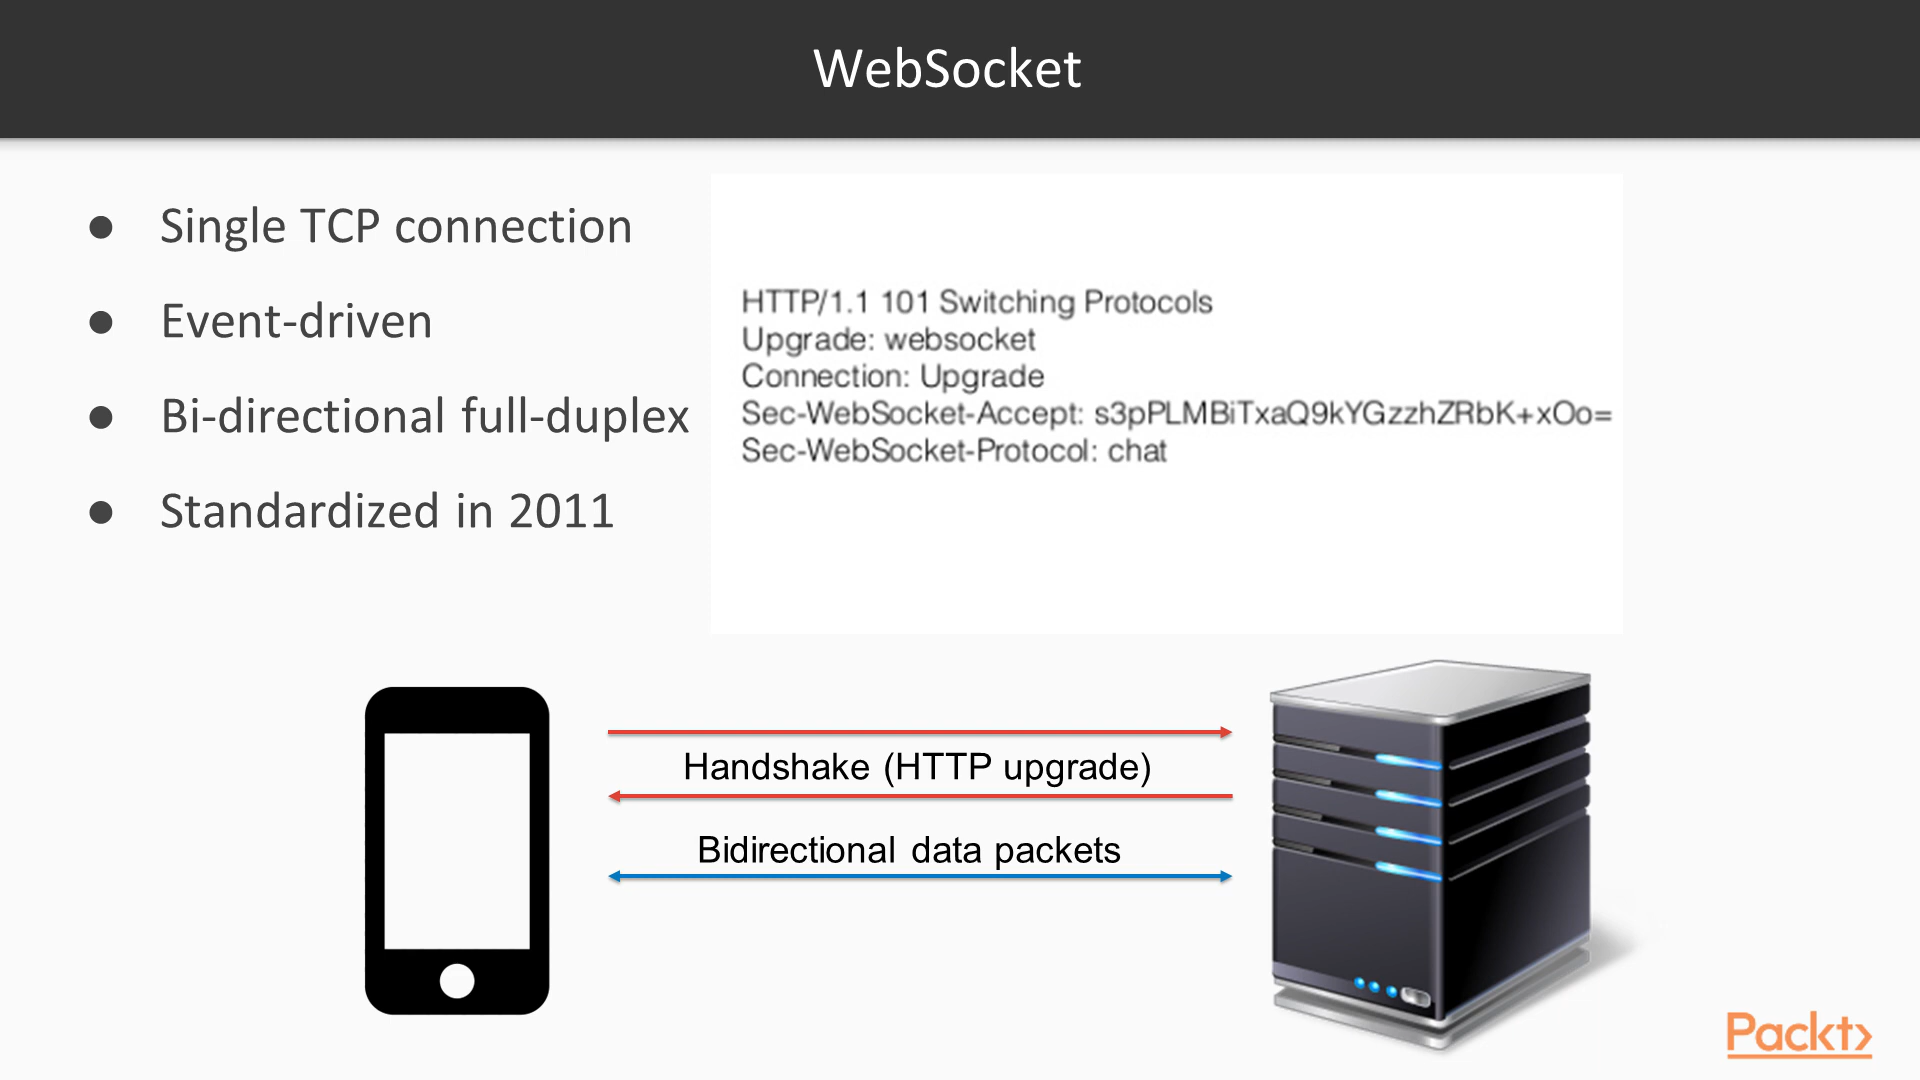 WebSocket
● Single TCP connection
● Event-driven
● Bi-directional full-duplex
● Standardized in 2011
HTTP/1.1 101 Switching Protocols
Upgrade: websocket
Connection: Upgrade
Sec-WebSocket-Accept: s3pPLMBiTxaQ9kYGzzhZRbK+xOo=
Sec-WebSocket-Protocol: chat
Handshake (HTTP upgrade)
Bidirectional data packets
Packt>